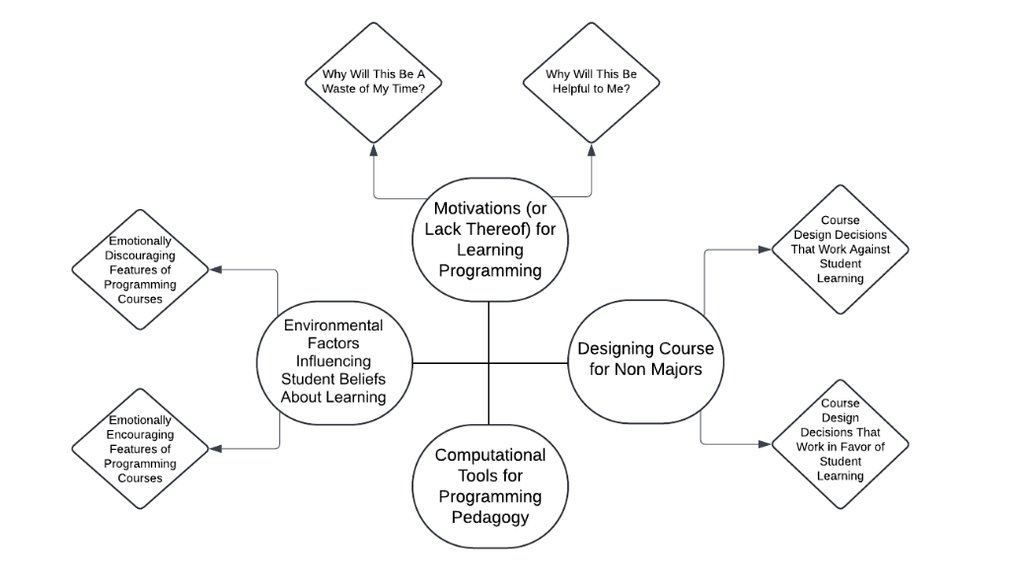 Why Will This Be A
Waste of My Time?
Why Will This Be
Helpful to Me?
Motivations (or
Lack Thereof) for
Learning
Programming
Emotionally
Discouraging
Features of
Programming
Courses
Course
Design Decisions
That Work Against
Student
Learning
Environmental
Factors
Influencing
Student Beliefs
About Learning
Designing Course
for Non Majors
Emotionally
Encouraging
Features of
Programming
Courses
Course
Design
Decisions That
Work in Favor of
Student
Learning
Computational
Tools for
Programming
Pedagogy